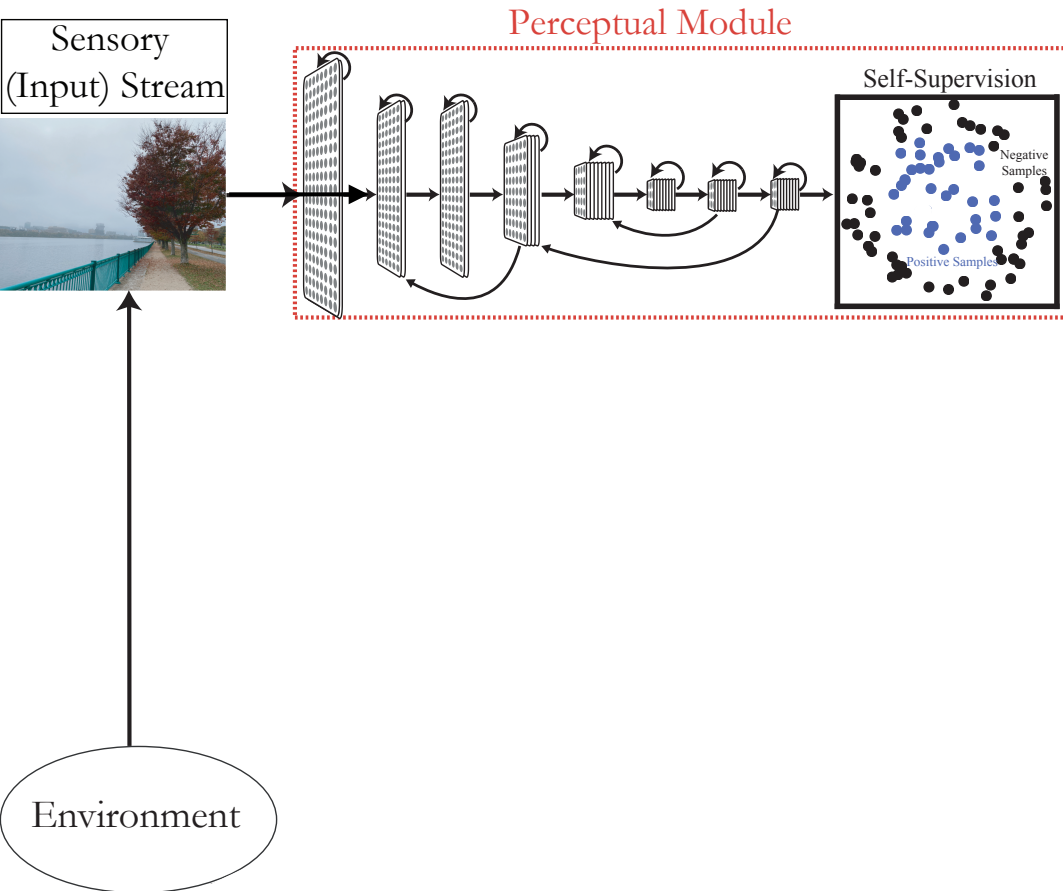 Perceptual Module
Sensory
(Input) Stream
Self-Supervision
Negative
Samples
Positive Samples
Environment